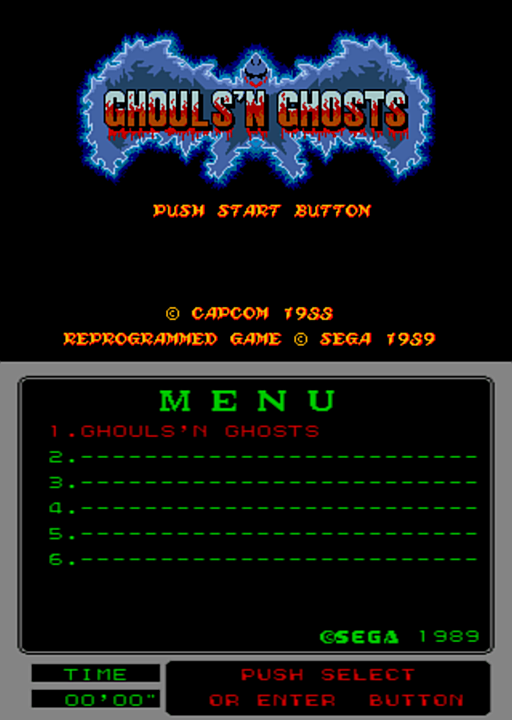 GHOULS'N GHOSTS
PUSH START BUTTON
© CAPCOM 1988
REPROGRAMMED GAME © SEGA 1989
MENU
1.GHOULS'N GHOSTS
2.--------------------------
3.--------------------------
4.--------------------------
5.--------------------------
6.--------------------------
©SEGA 1989
TIME
00'00"
PUSH SELECT
OR ENTER BUTTON